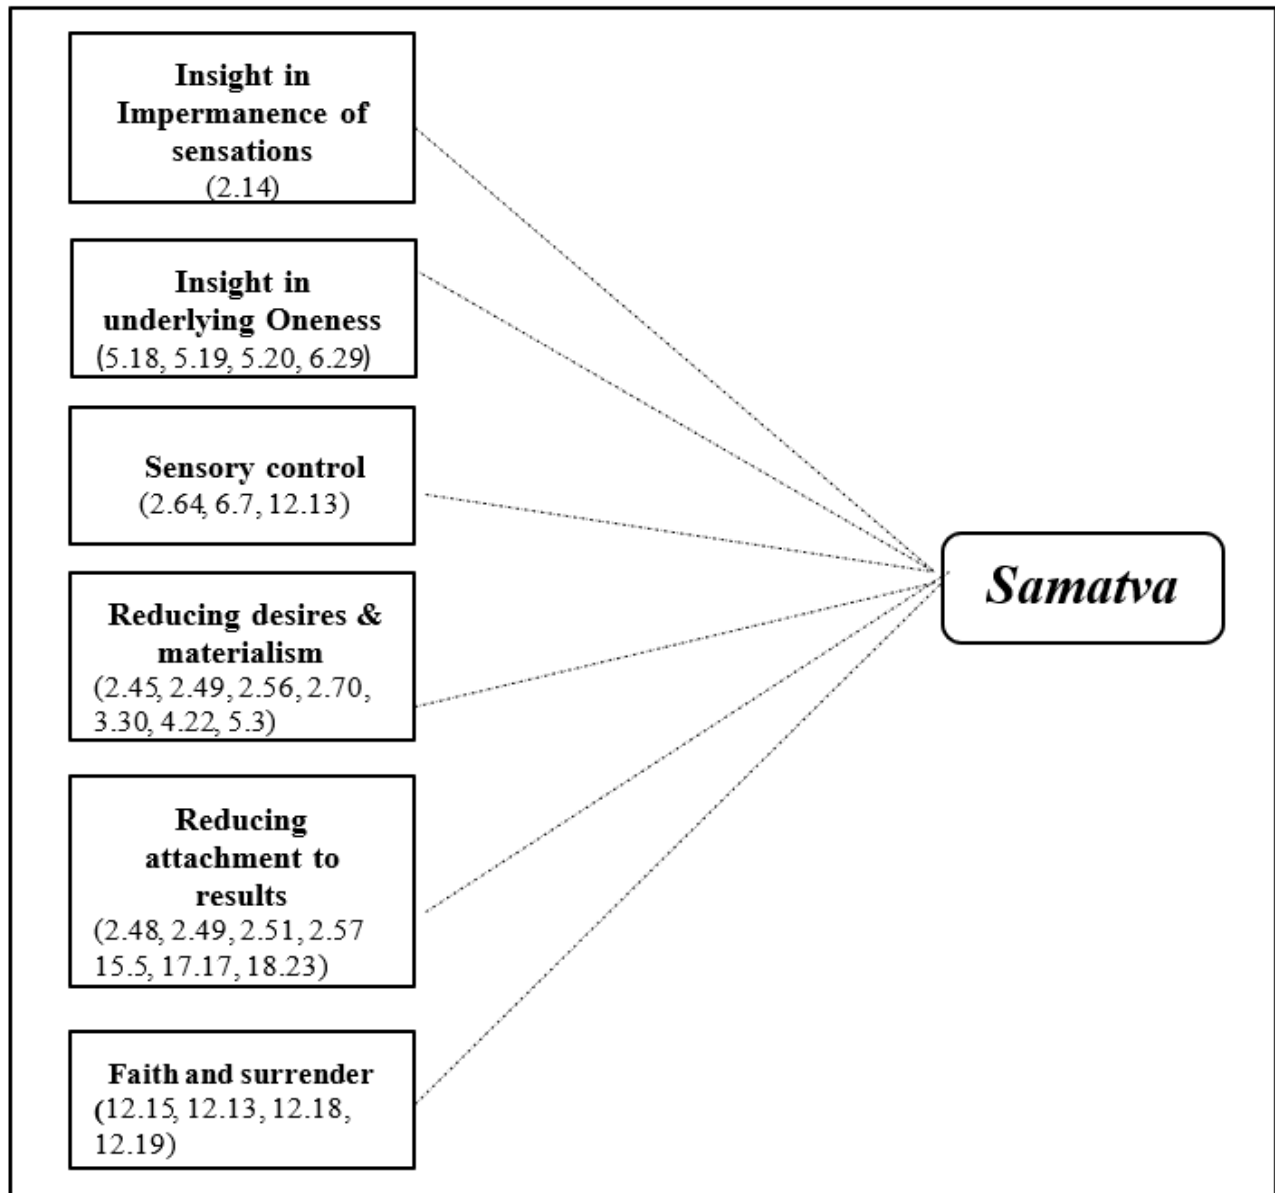 Insight in
Impermanence of
sensations
(2.14)
Insight in
underlying Oneness
(5.18, 5.19, 5.20, 6.29)
Sensory control
(2.64, 6.7, 12.13)
Reducing desires &
materialism
(2.45, 2.49, 2.56, 2.70,
3.30, 4.22, 5.3)
Reducing
attachment to
results
(2.48, 2.49, 2.51, 2.57
15.5, 17.17, 18.23)
Faith and surrender
(12.15, 12.13, 12.18,
12.19)
Samatva